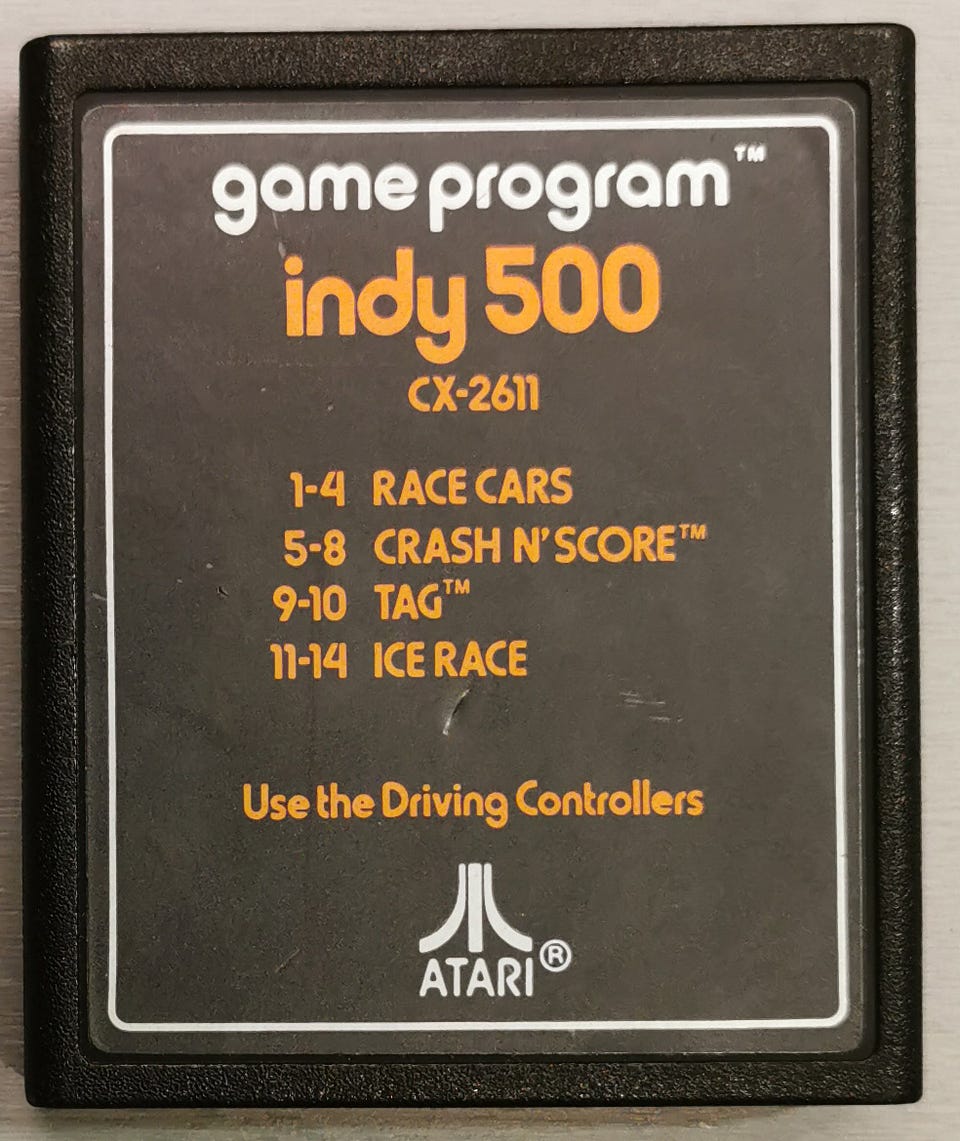 game program™
indy 500
CX-2611
1-4 RACE CARS
5-8 CRASH N' SCORE™
9-10 TAG™
11-14 ICE RACE
Use the Driving Controllers
ATARI®